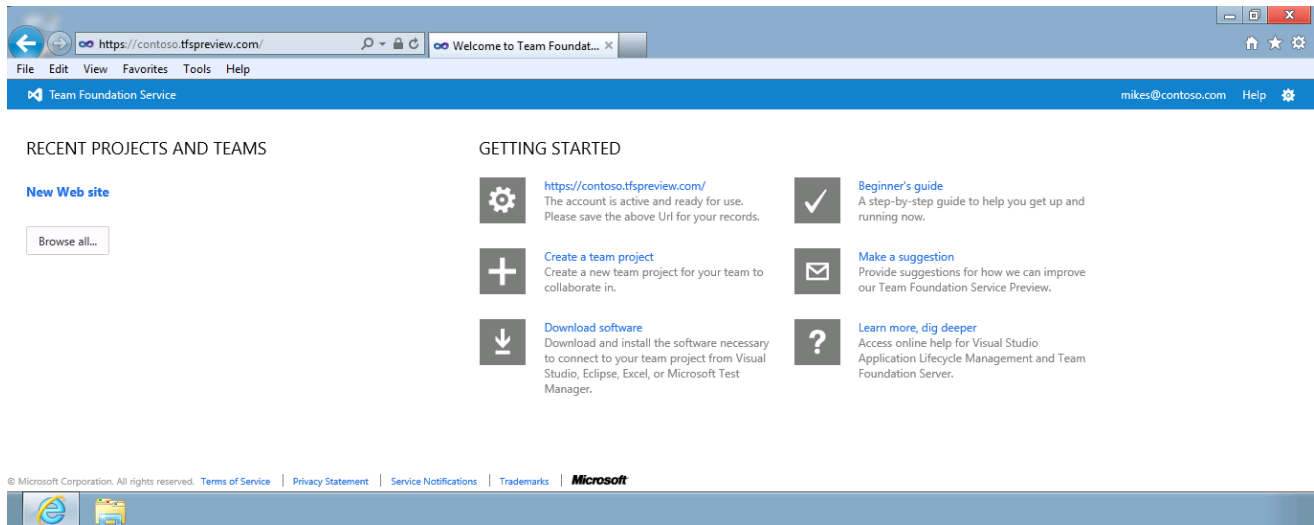 https://contoso.tfspreview.com/
Welcome to Team Foundat...
File Edit View Favorites Tools Help
Team Foundation Service
mikes@contoso.com Help
RECENT PROJECTS AND TEAMS
New Web site
Browse all...
GETTING STARTED
https://contoso.tfspreview.com/
The account is active and ready for use.
Please save the above Url for your records.
Beginner's guide
A step-by-step guide to help you get up and
running now.
Create a team project
Create a new team project for your team to
collaborate in.
Make a suggestion
Provide suggestions for how we can improve
our Team Foundation Service Preview.
Download software
Download and install the software necessary
to connect to your team project from Visual
Studio, Eclipse, Excel, or Microsoft Test
Manager.
Learn more, dig deeper
Access online help for Visual Studio
Application Lifecycle Management and Team
Foundation Server.
© Microsoft Corporation. All rights reserved. Terms of Service | Privacy Statement | Service Notifications | Trademarks | Microsoft